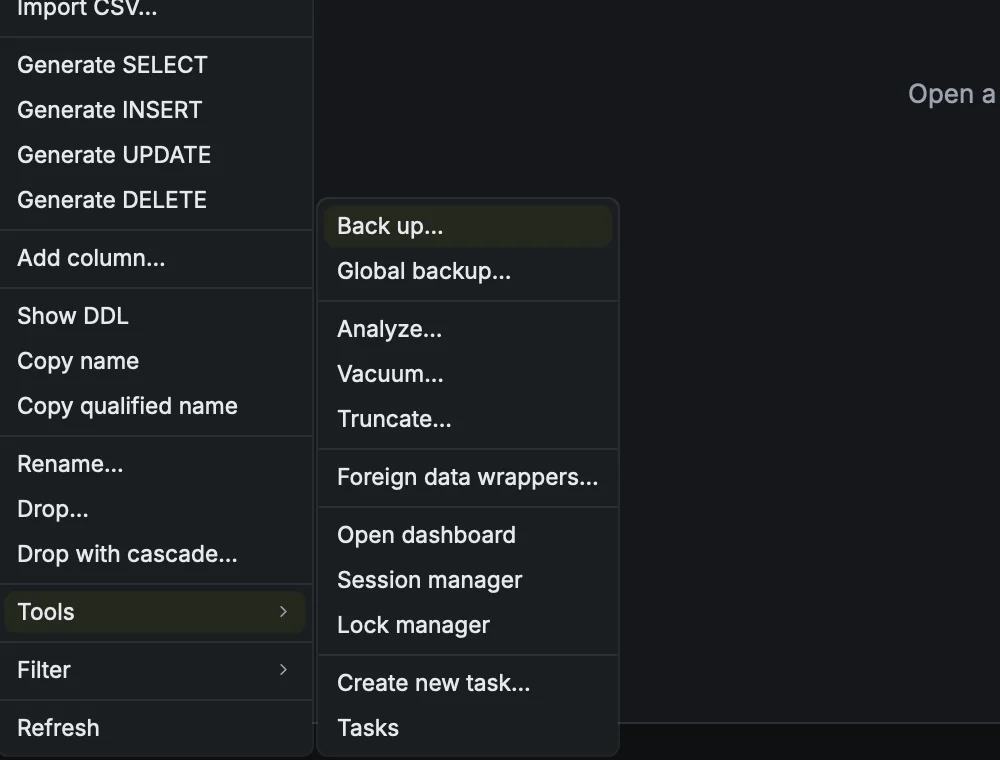 Import CSV...
Generate SELECT
Generate INSERT
Generate UPDATE
Generate DELETE
Add column...
Show DDL
Copy name
Copy qualified name
Rename...
Drop...
Drop with cascade...
Tools
Filter
Refresh
Back up...
Global backup...
Analyze...
Vacuum...
Truncate...
Foreign data wrappers...
Open dashboard
Session manager
Lock manager
Create new task...
Tasks
Open a